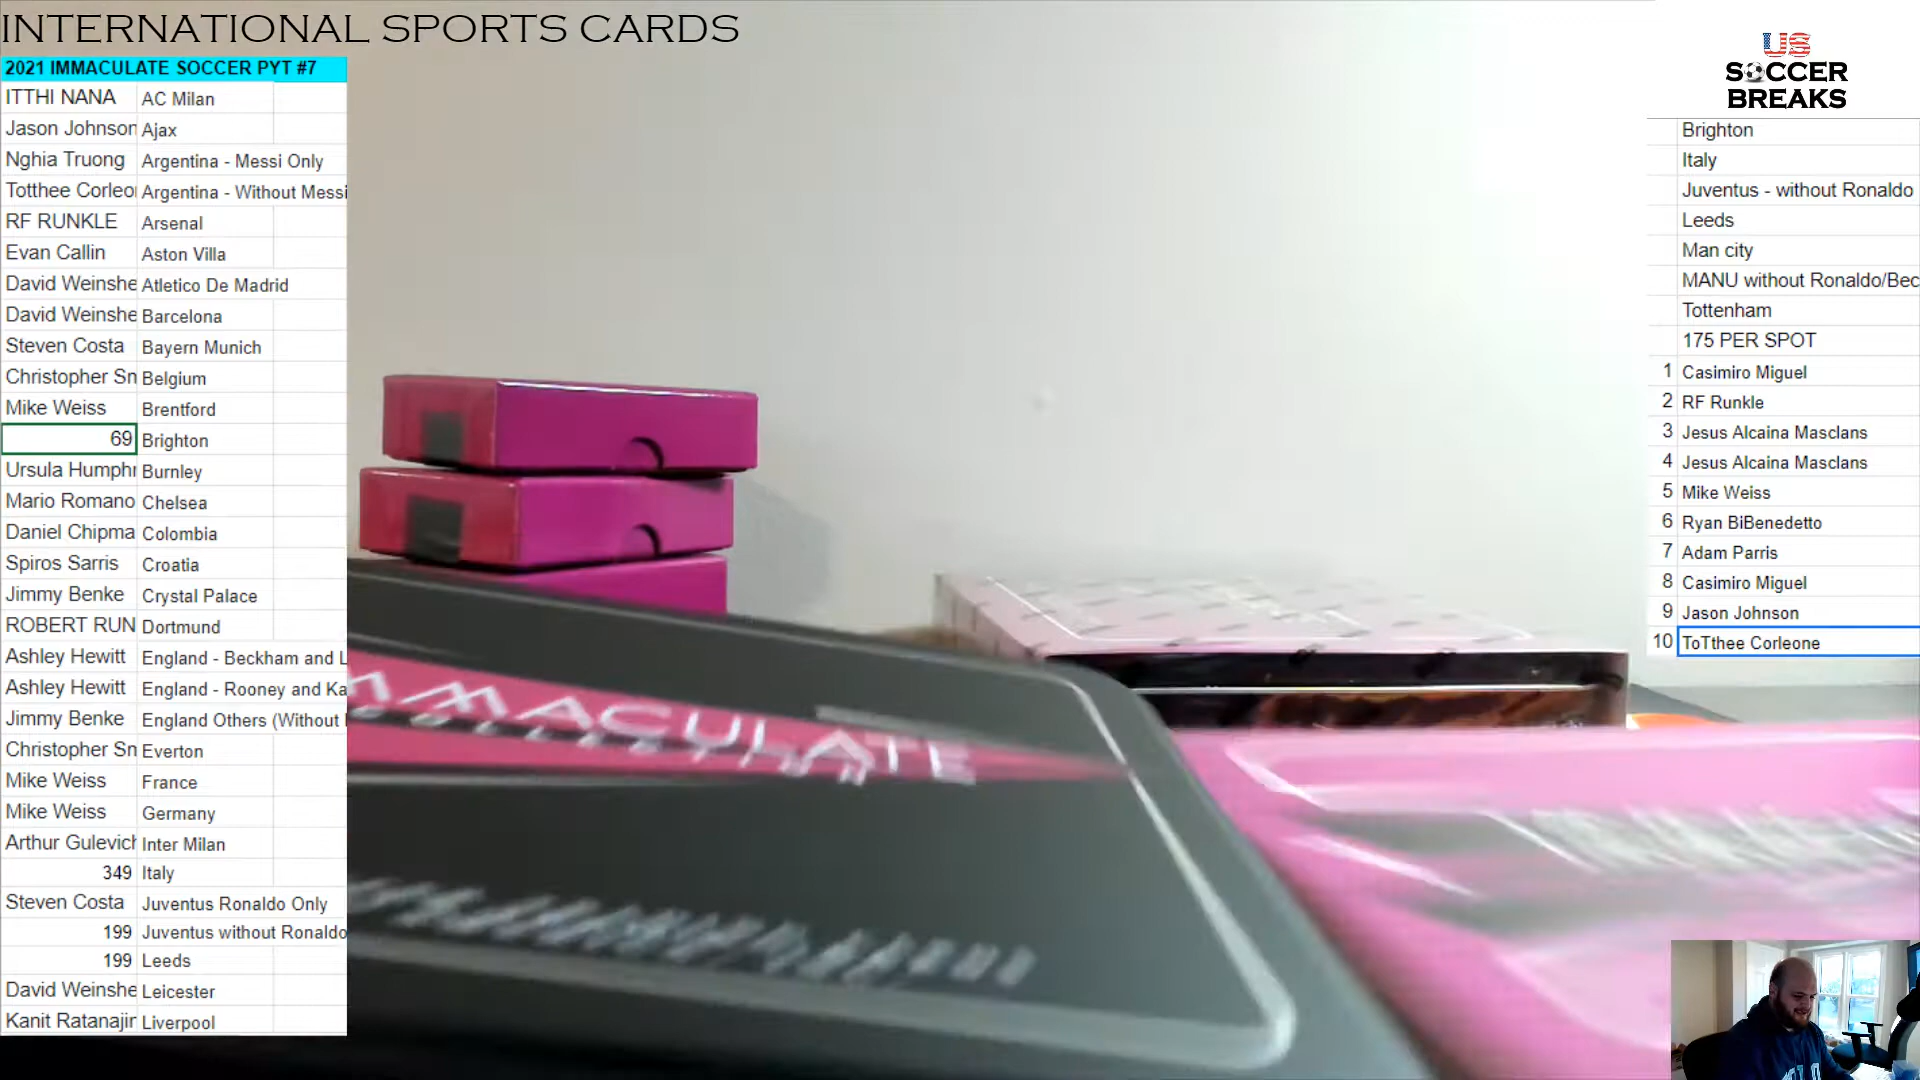 INTERNATIONAL SPORTS CARDS
2021 IMMACULATE SOCCER PYT #7
ITTHI NANA AC Milan
Jason Johnson Ajax
Nghia Truong Argentina - Messi Only
Totthee Corleo Argentina - Without Messi
RF RUNKLE Arsenal
Evan Callin Aston Villa
David Weinshe Atletico De Madrid
David Weinshe Barcelona
Steven Costa Bayern Munich
Christopher Sn Belgium
Mike Weiss Brentford
69 Brighton
Ursula Humphr Burnley
Mario Romano Chelsea
Daniel Chipma Colombia
Spiros Sarris Croatia
Jimmy Benke Crystal Palace
ROBERT RUN Dortmund
Ashley Hewitt England - Beckham and L
Ashley Hewitt England - Rooney and Ka
Jimmy Benke England Others (Without
Christopher Sn Everton
Mike Weiss France
Mike Weiss Germany
Arthur Gulevich Inter Milan
349 Italy
Steven Costa Juventus Ronaldo Only
199 Juventus without Ronaldo
199 Leeds
David Weinshe Leicester
Kanit Ratanajir Liverpool
MMACULATE
COLLECTION
US
SOCCER
BREAKS
Brighton
Italy
Juventus - without Ronaldo
Leeds
Man city
MANU without Ronaldo/Bec
Tottenham
175 PER SPOT
1 Casimiro Miguel
2 RF Runkle
3 Jesus Alcaina Masclans
4 Jesus Alcaina Masclans
5 Mike Weiss
6 Ryan BiBenedetto
7 Adam Parris
8 Casimiro Miguel
9 Jason Johnson
10 ToTthee Corleone